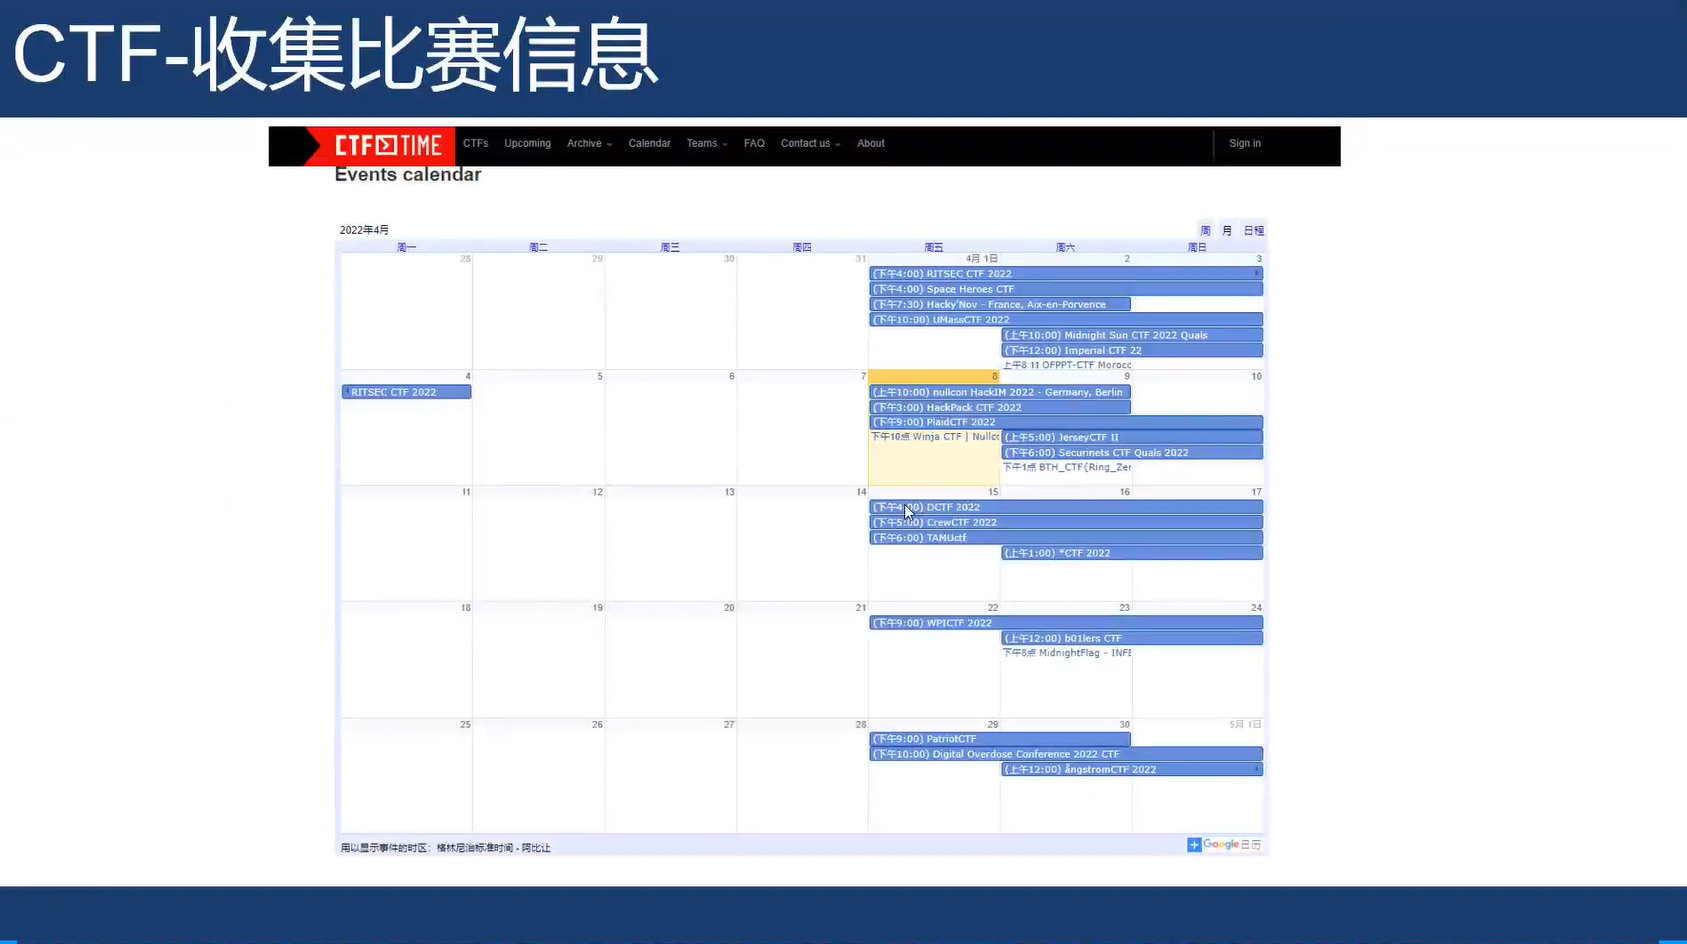 CTF-收集比赛信息
CTF TIME CTFs Upcoming Archive Calendar Teams FAQ Contact us About Sign in
Events calendar
2022年4月 周 月 日程
周一 周二 周三 周四 周五 周六 周日
28 29 30 31 4月 1日 2 3
(下午4:00) RITSEC CTF 2022
(下午4:00) Space Heroes CTF
(下午7:30) Hacky'Nov - France, Aix-en-Porvence
(下午10:00) UMassCTF 2022
(上午10:00) Midnight Sun CTF 2022 Quals
(下午12:00) Imperial CTF 22
上午8:11 OFPPT-CTF Morocc
4 5 6 7 8 9 10
RITSEC CTF 2022 (上午10:00) nullcon HackIM 2022 - Germany, Berlin
(下午3:00) HackPack CTF 2022
(下午9:00) PlaidCTF 2022
下午10点 Winja CTF | Nullcc (上午5:00) JerseyCTF II
(下午6:00) Securinets CTF Quals 2022
下午1点 BTH_CTF{Ring_Zer
11 12 13 14 15 16 17
(下午4:00) DCTF 2022
(下午5:00) CrewCTF 2022
(下午6:00) TAMUctf
(上午1:00) *CTF 2022
18 19 20 21 22 23 24
(下午9:00) WPICTF 2022
(上午12:00) b01lers CTF
下午8点 MidnightFlag - INFE
25 26 27 28 29 30 5月 1日
(下午9:00) PatriotCTF
(下午10:00) Digital Overdose Conference 2022 CTF
(上午12:00) ångstromCTF 2022
用以显示事件的时区：格林尼治标准时间 - 阿比让 Google 日历